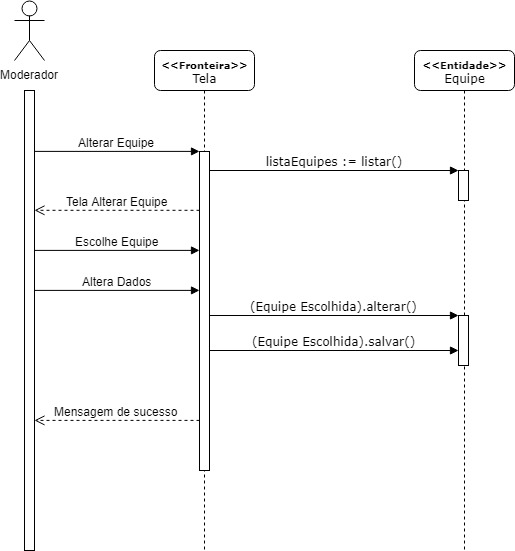 Moderador
<<Fronteira>>
Tela
<<Entidade>>
Equipe
Alterar Equipe
listaEquipes := listar()
Tela Alterar Equipe
Escolhe Equipe
Altera Dados
(Equipe Escolhida).alterar()
(Equipe Escolhida).salvar()
Mensagem de sucesso